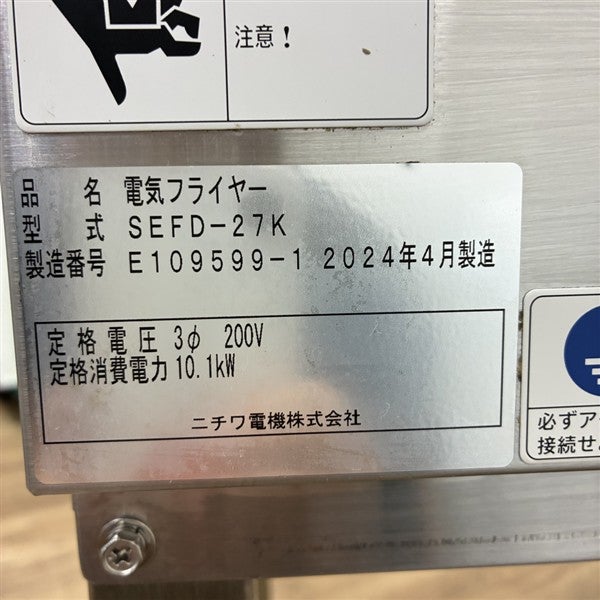 注意！
品名 電気フライヤー
型式 SEFD-27K
製造番号 E109599-1 2024年4月製造
定格電圧 3φ 200V
定格消費電力 10.1kW
ニチワ電機株式会社
必ずア
接続せ